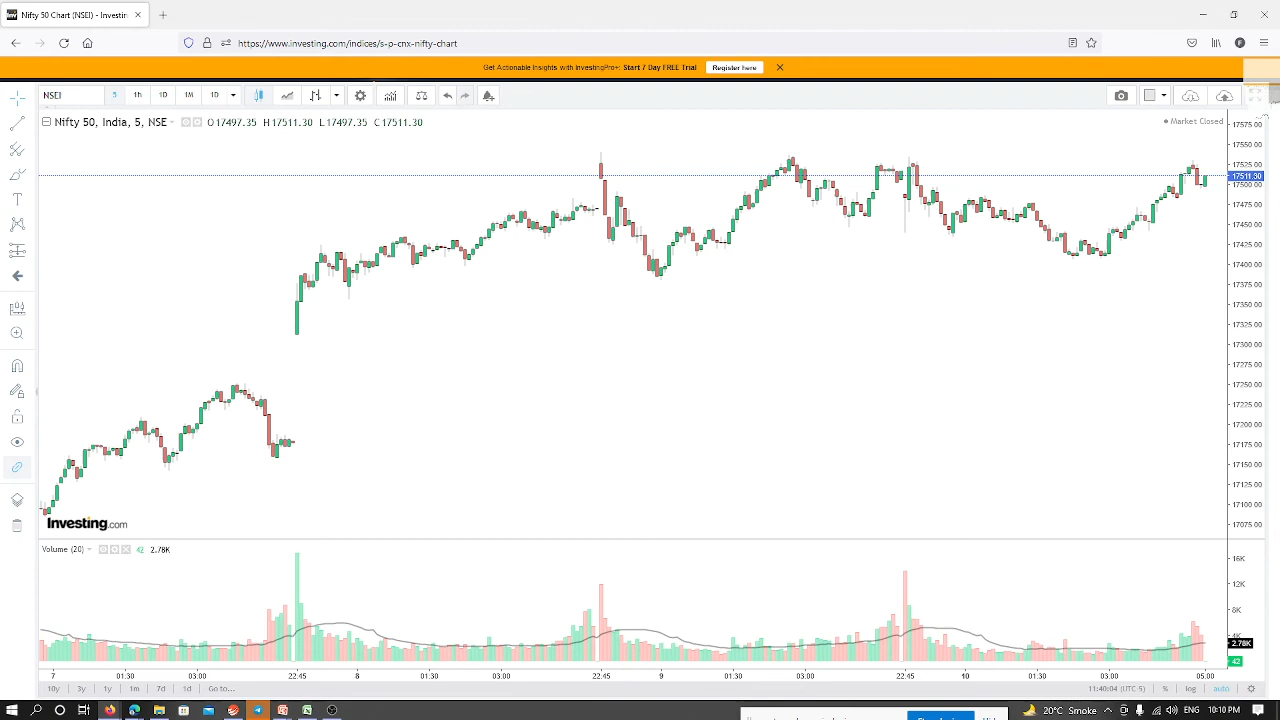 Nifty 50 Chart (NSEI) - Investin
https://www.investing.com/indices/s-p-cnx-nifty-chart
Get Actionable Insights with InvestingPro+: Start 7 Day FREE Trial Register here
NSEI 5 1h 1D 1M 1D
Nifty 50, India, 5, NSE O17497.35 H17511.30 L17497.35 C17511.30
Market Closed
17575.00
17550.00
17525.00
17511.30
17500.00
17475.00
17450.00
17425.00
17400.00
17375.00
17350.00
17325.00
17300.00
17275.00
17250.00
17225.00
17200.00
17175.00
17150.00
17125.00
17100.00
17075.00
Investing.com
Volume (20) 42 2.78K
16K
12K
8K
4K
2.78K
42
7 01:30 03:00 22:45 8 01:30 03:00 22:45 9 01:30 03:00 22:45 10 01:30 03:00 05:00
10y 3y 1y 1m 7d 1d Go to... 11:40:04 (UTC-5) % log auto
20°C Smoke ENG 10:10 PM